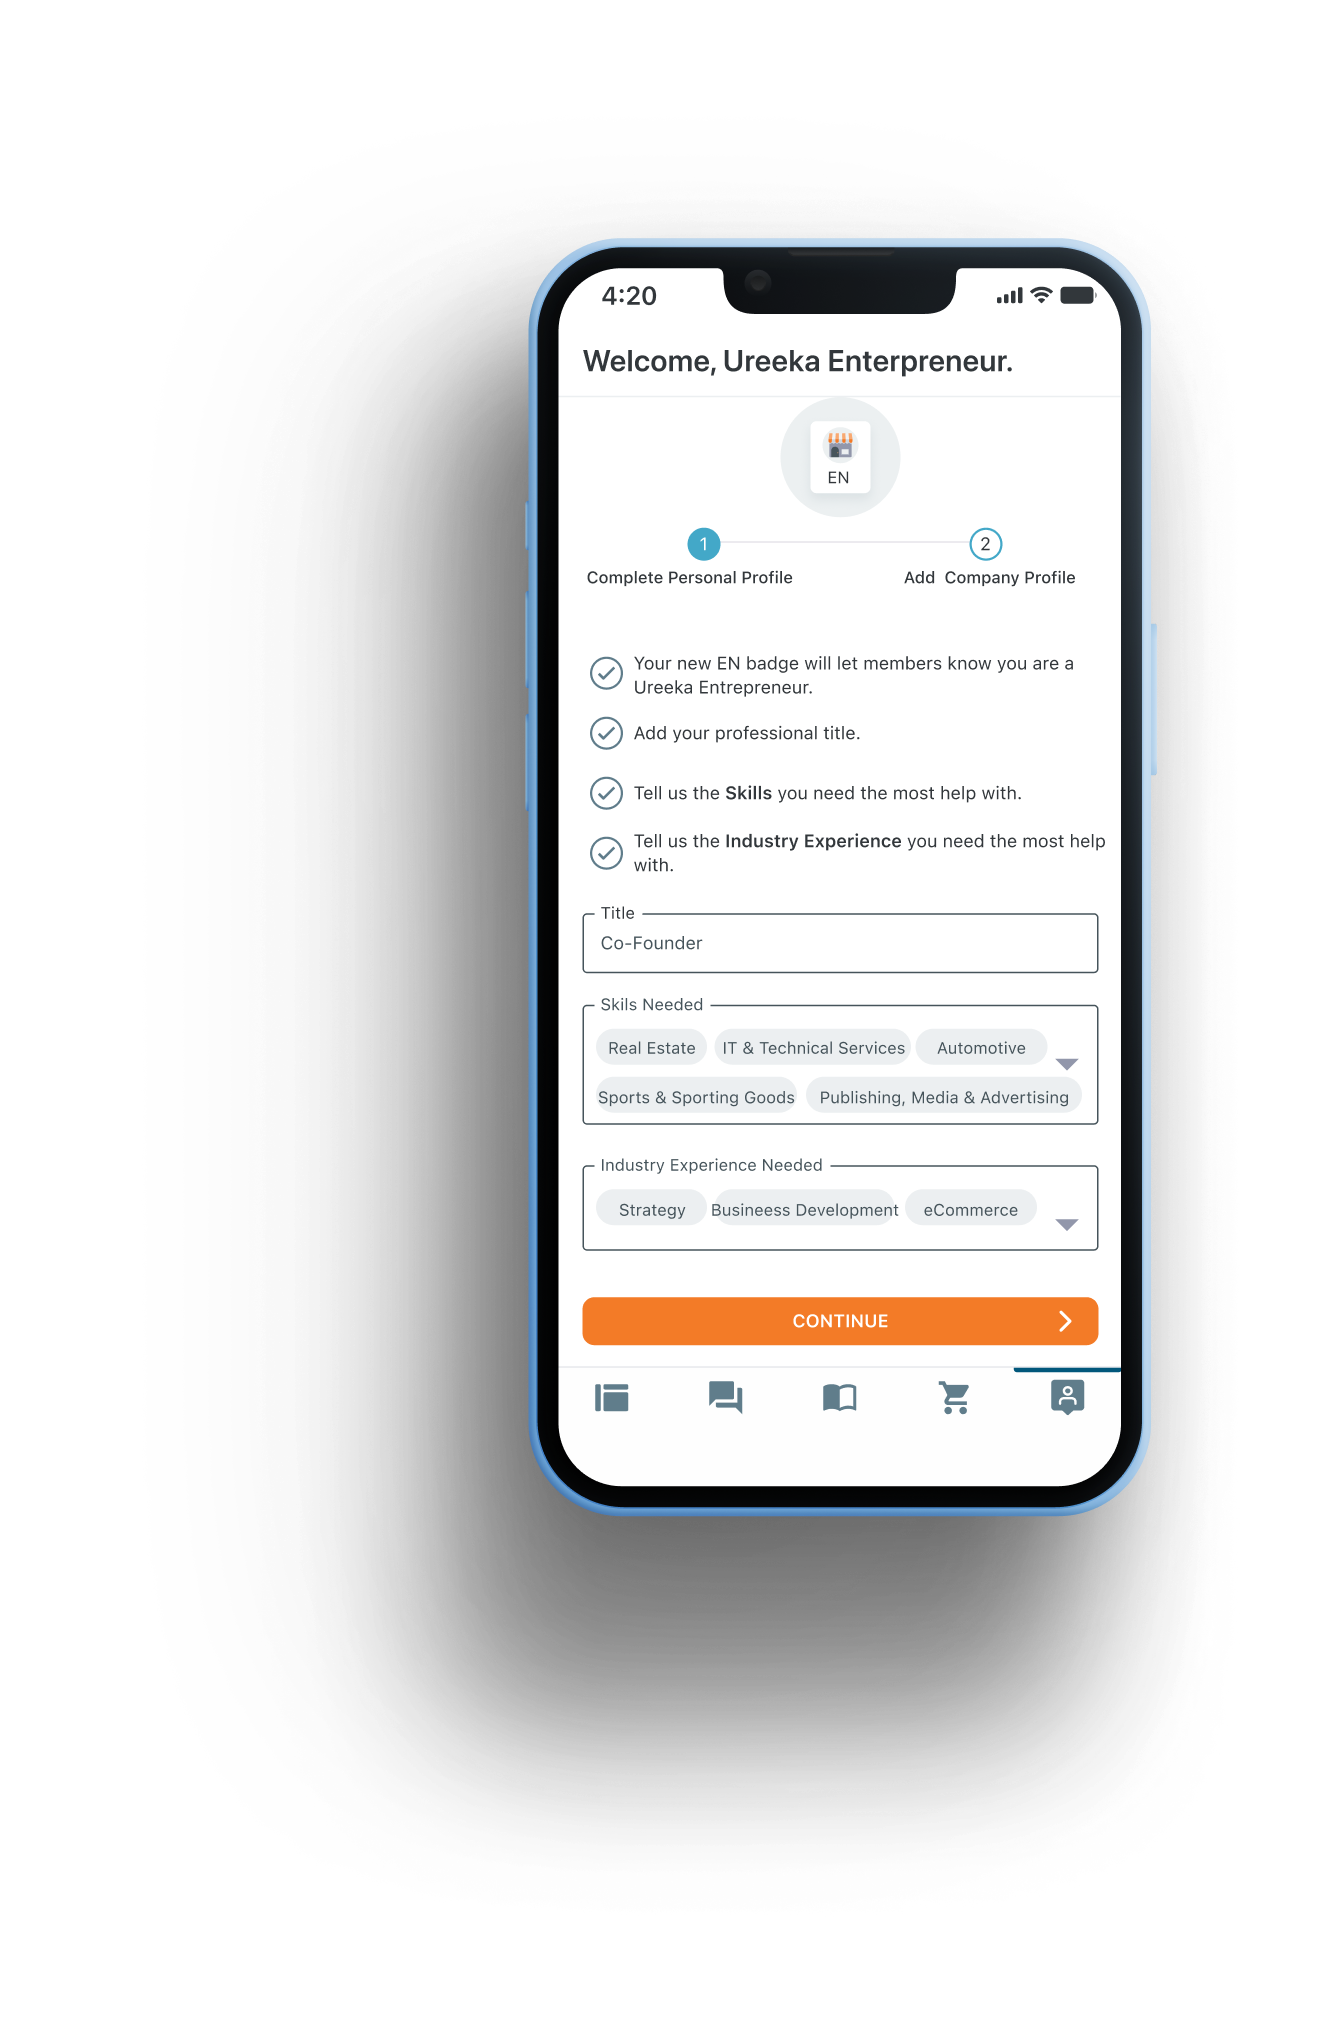 4:20
Welcome, Ureeka Enterpreneur.
EN
1 2
Complete Personal Profile Add Company Profile
Your new EN badge will let members know you are a
Ureeka Entrepreneur.
Add your professional title.
Tell us the Skills you need the most help with.
Tell us the Industry Experience you need the most help
with.
Title
Co-Founder
Skils Needed
Real Estate IT & Technical Services Automotive
Sports & Sporting Goods Publishing, Media & Advertising
Industry Experience Needed
Strategy Busineess Development eCommerce
CONTINUE